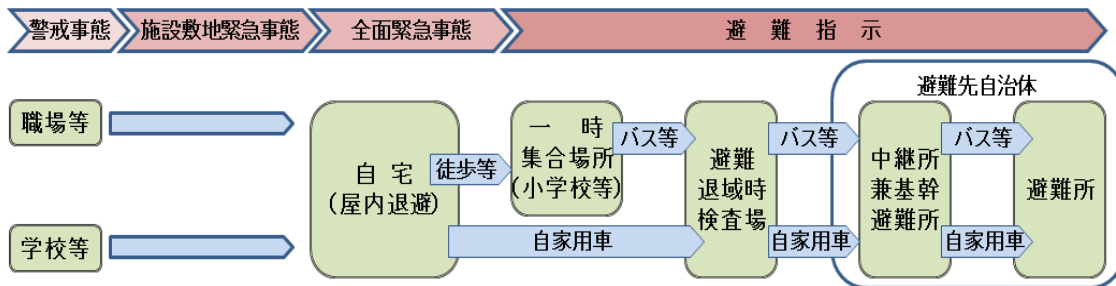 警戒事態
施設敷地緊急事態
全面緊急事態
避難指示
避難先自治体
職場等
学校等
自宅
(屋内退避)
徒歩等
一時
集合場所
(小学校等)
バス等
自家用車
避難
退域時
検査場
バス等
自家用車
中継所
兼基幹
避難所
バス等
自家用車
避難所